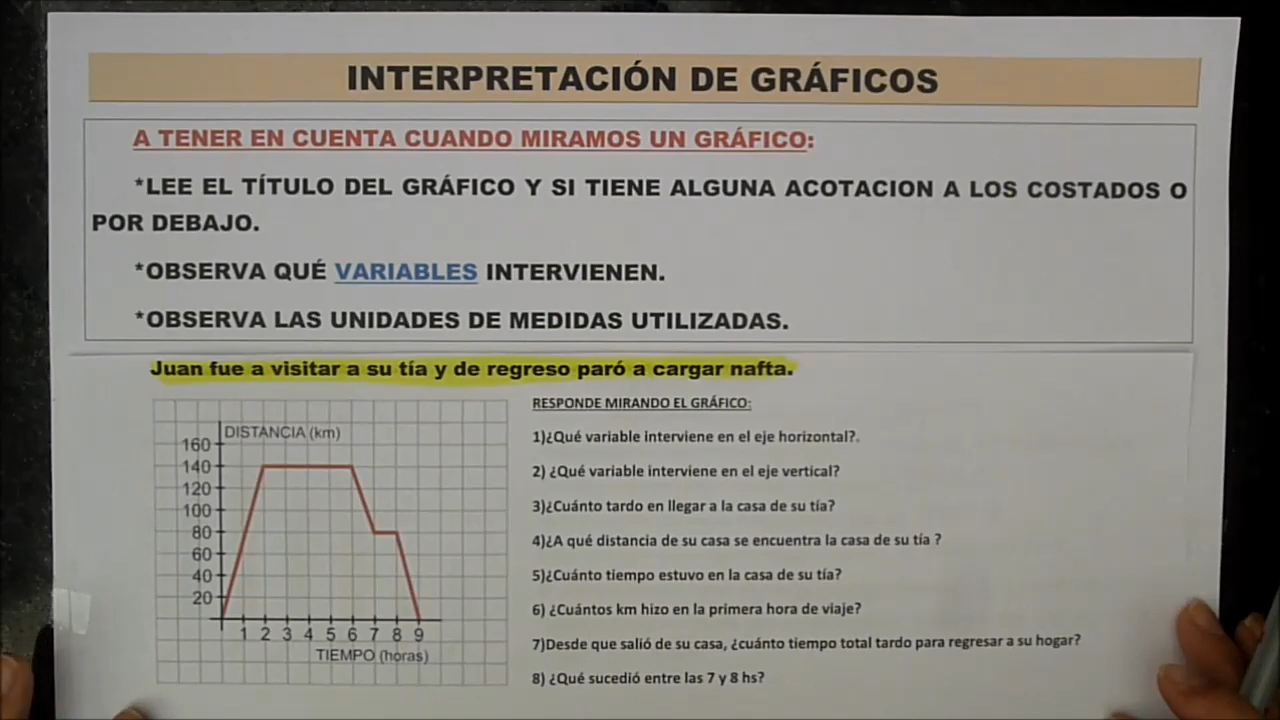 INTERPRETACIÓN DE GRÁFICOS
A TENER EN CUENTA CUANDO MIRAMOS UN GRÁFICO:
*LEE EL TÍTULO DEL GRÁFICO Y SI TIENE ALGUNA ACOTACION A LOS COSTADOS O
POR DEBAJO.
*OBSERVA QUÉ VARIABLES INTERVIENEN.
*OBSERVA LAS UNIDADES DE MEDIDAS UTILIZADAS.
Juan fue a visitar a su tía y de regreso paró a cargar nafta.
DISTANCIA (km)
160
140
120
100
80
60
40
20
1 2 3 4 5 6 7 8 9
TIEMPO (horas)
RESPONDE MIRANDO EL GRÁFICO:
1)¿Qué variable interviene en el eje horizontal?.
2) ¿Qué variable interviene en el eje vertical?
3)¿Cuánto tardo en llegar a la casa de su tía?
4)¿A qué distancia de su casa se encuentra la casa de su tía ?
5)¿Cuánto tiempo estuvo en la casa de su tía?
6) ¿Cuántos km hizo en la primera hora de viaje?
7)Desde que salió de su casa, ¿cuánto tiempo total tardo para regresar a su hogar?
8) ¿Qué sucedió entre las 7 y 8 hs?